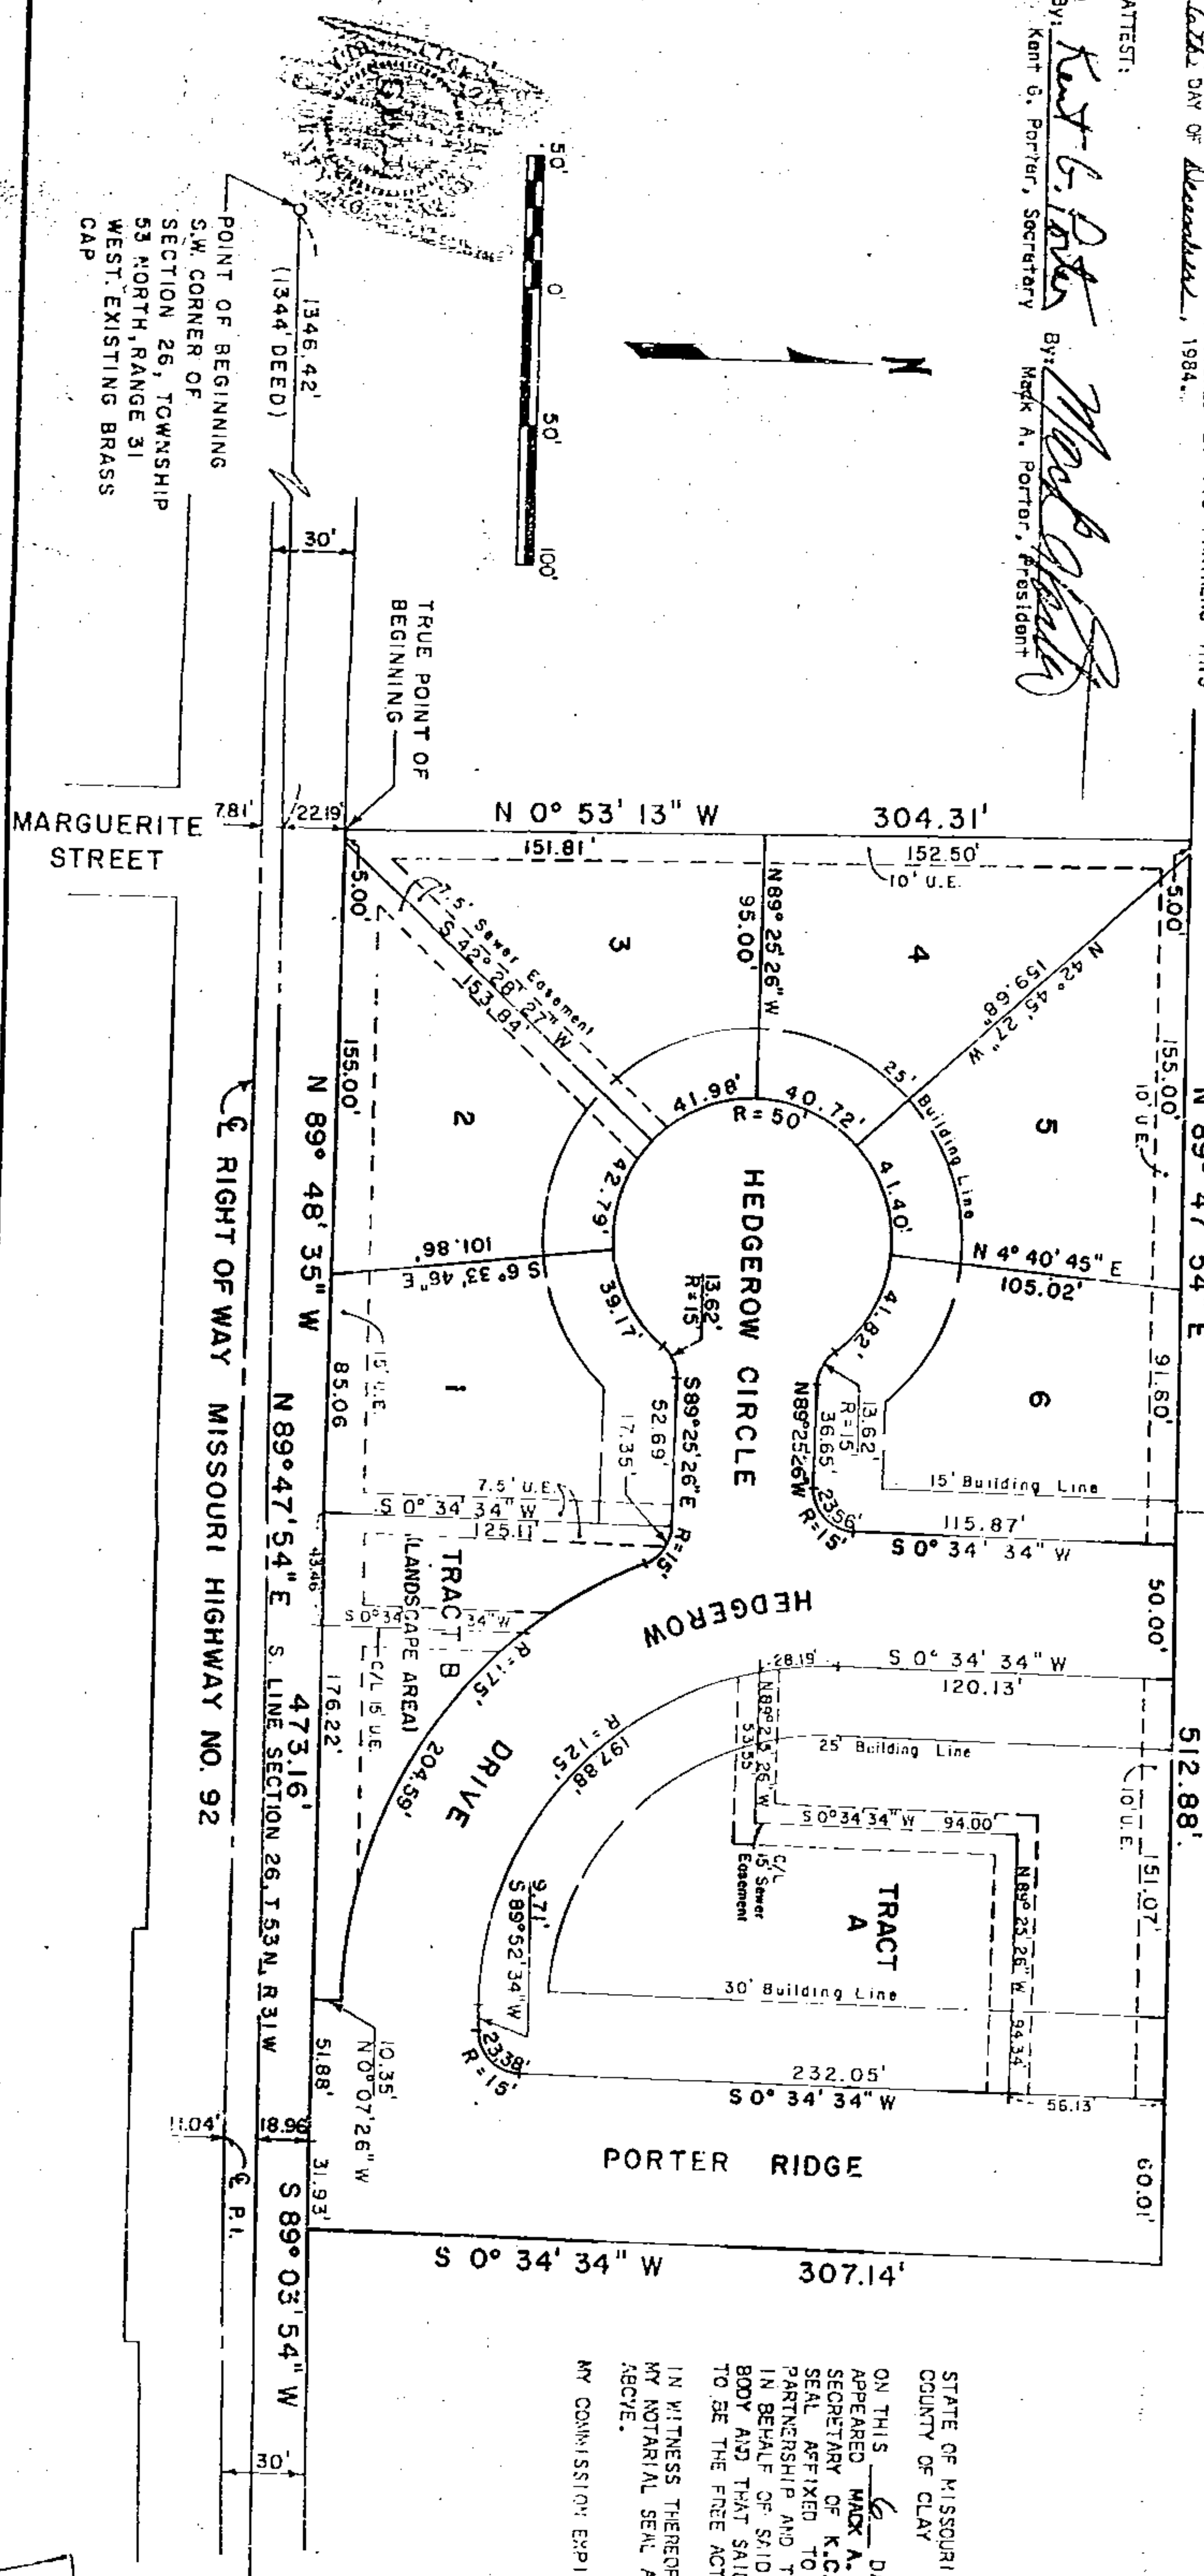 DAY OF
, 1984.
ATTEST:
By: Kent G. Porter
Kent G. Porter, Secretary
By:
Mack A. Porter, President
N
50'
0'
50'
100'
1346.42'
(1344' DEED)
POINT OF BEGINNING
S.W. CORNER OF
SECTION 26, TOWNSHIP
53 NORTH, RANGE 31
WEST. EXISTING BRASS
CAP
30'
TRUE POINT OF
BEGINNING
MARGUERITE
STREET
7.81'
22.19'
N 0° 53' 13" W
304.31'
151.81'
152.50'
10' U.E.
5.00'
5.00'
N 89° 47' 54" E
512.88'
155.00'
10' U.E.
91.80'
50.00'
151.07'
10' U.E.
60.01'
N 42° 45' 27" W
159.68'
N 89° 25' 26" W
95.00'
7.5' Sewer Easement
S 42° 28' 27" W
153.84'
3
4
5
2
6
1
25' Building Line
41.98'
40.72'
R = 50'
41.40'
42.79'
41.82'
39.17'
HEDGEROW CIRCLE
13.62'
R=15'
13.62'
R=15'
N 4° 40' 45" E
105.02'
S 6° 33' 46" E
101.86'
155.00'
N 89° 48' 35" W
473.16'
85.06
15' U.E.
S 89° 25' 26" E
52.69'
17.35'
R=15'
N 89° 25' 26" W
36.65'
23.56'
R=15'
15' Building Line
115.87'
S 0° 34' 34" W
7.5' U.E.
S 0° 34' 34" W
125.11'
TRACT B
(LANDSCAPE AREA)
43.46
S 0° 34' 34" W
C/L 15' U.E.
176.22'
R=175'
204.59'
HEDGEROW
DRIVE
28.19'
S 0° 34' 34" W
120.13'
N 89° 25' 26" W
53.55
R=125'
197.88'
25' Building Line
S 0° 34' 34" W 94.00'
C/L
15' Sewer
Easement
TRACT
A
N 89° 25' 26" W 94.34'
30' Building Line
9.71'
S 89° 52' 34" W
23.38'
R=15'
232.05'
S 0° 34' 34" W
56.13'
PORTER RIDGE
10.35'
N 0° 07' 26" W
51.88'
31.93'
S 0° 34' 34" W
307.14'
N 89° 47' 54" E S. LINE SECTION 26, T 53 N, R 31 W
S 89° 03' 54" W
℄ RIGHT OF WAY MISSOURI HIGHWAY NO. 92
11.04'
18.96
℄ P.I.
30'
STATE OF MISSOURI
COUNTY OF CLAY
ON THIS 6 D
APPEARED MACK A.
SECRETARY OF K.C.
SEAL AFFIXED TO
PARTNERSHIP AND T
IN BEHALF OF SAID
BODY AND THAT SAI
TO BE THE FREE ACT
IN WITNESS THEREOF
MY NOTARIAL SEAL A
ABOVE.
MY COMMISSION EXPI